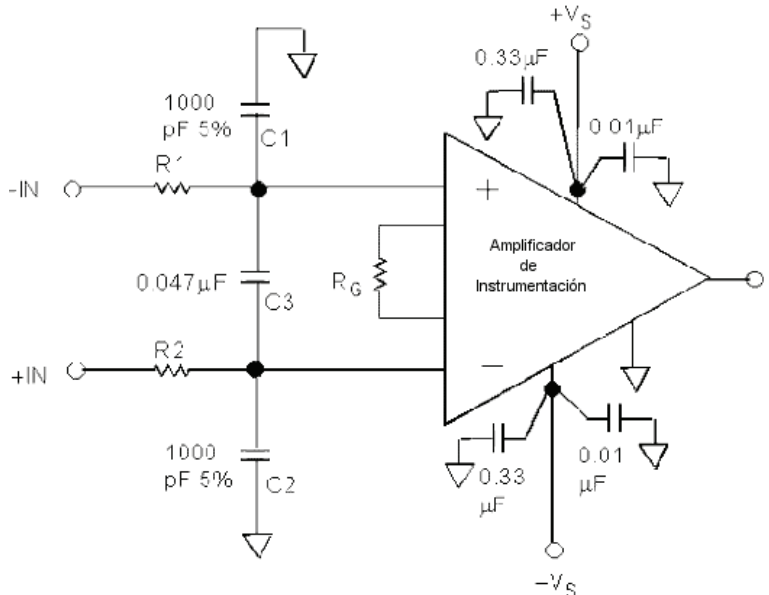 +VS
0.33µF
1000
pF 5%
C1
0.01µF
R1
-IN
+
Amplificador
de
Instrumentación
RG
0.047µF
C3
R2
+IN
−
1000
pF 5%
C2
0.33
µF
0.01
µF
−VS